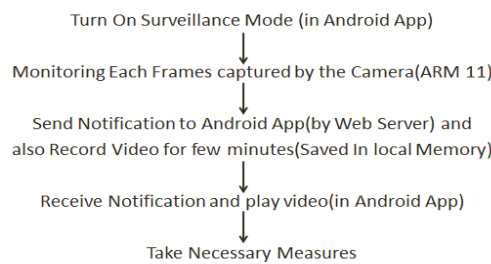 Turn On Surveillance Mode (in Android App)
Monitoring Each Frames captured by the Camera(ARM 11)
Send Notification to Android App(by Web Server) and
also Record Video for few minutes(Saved In local Memory)
Receive Notification and play video(in Android App)
Take Necessary Measures